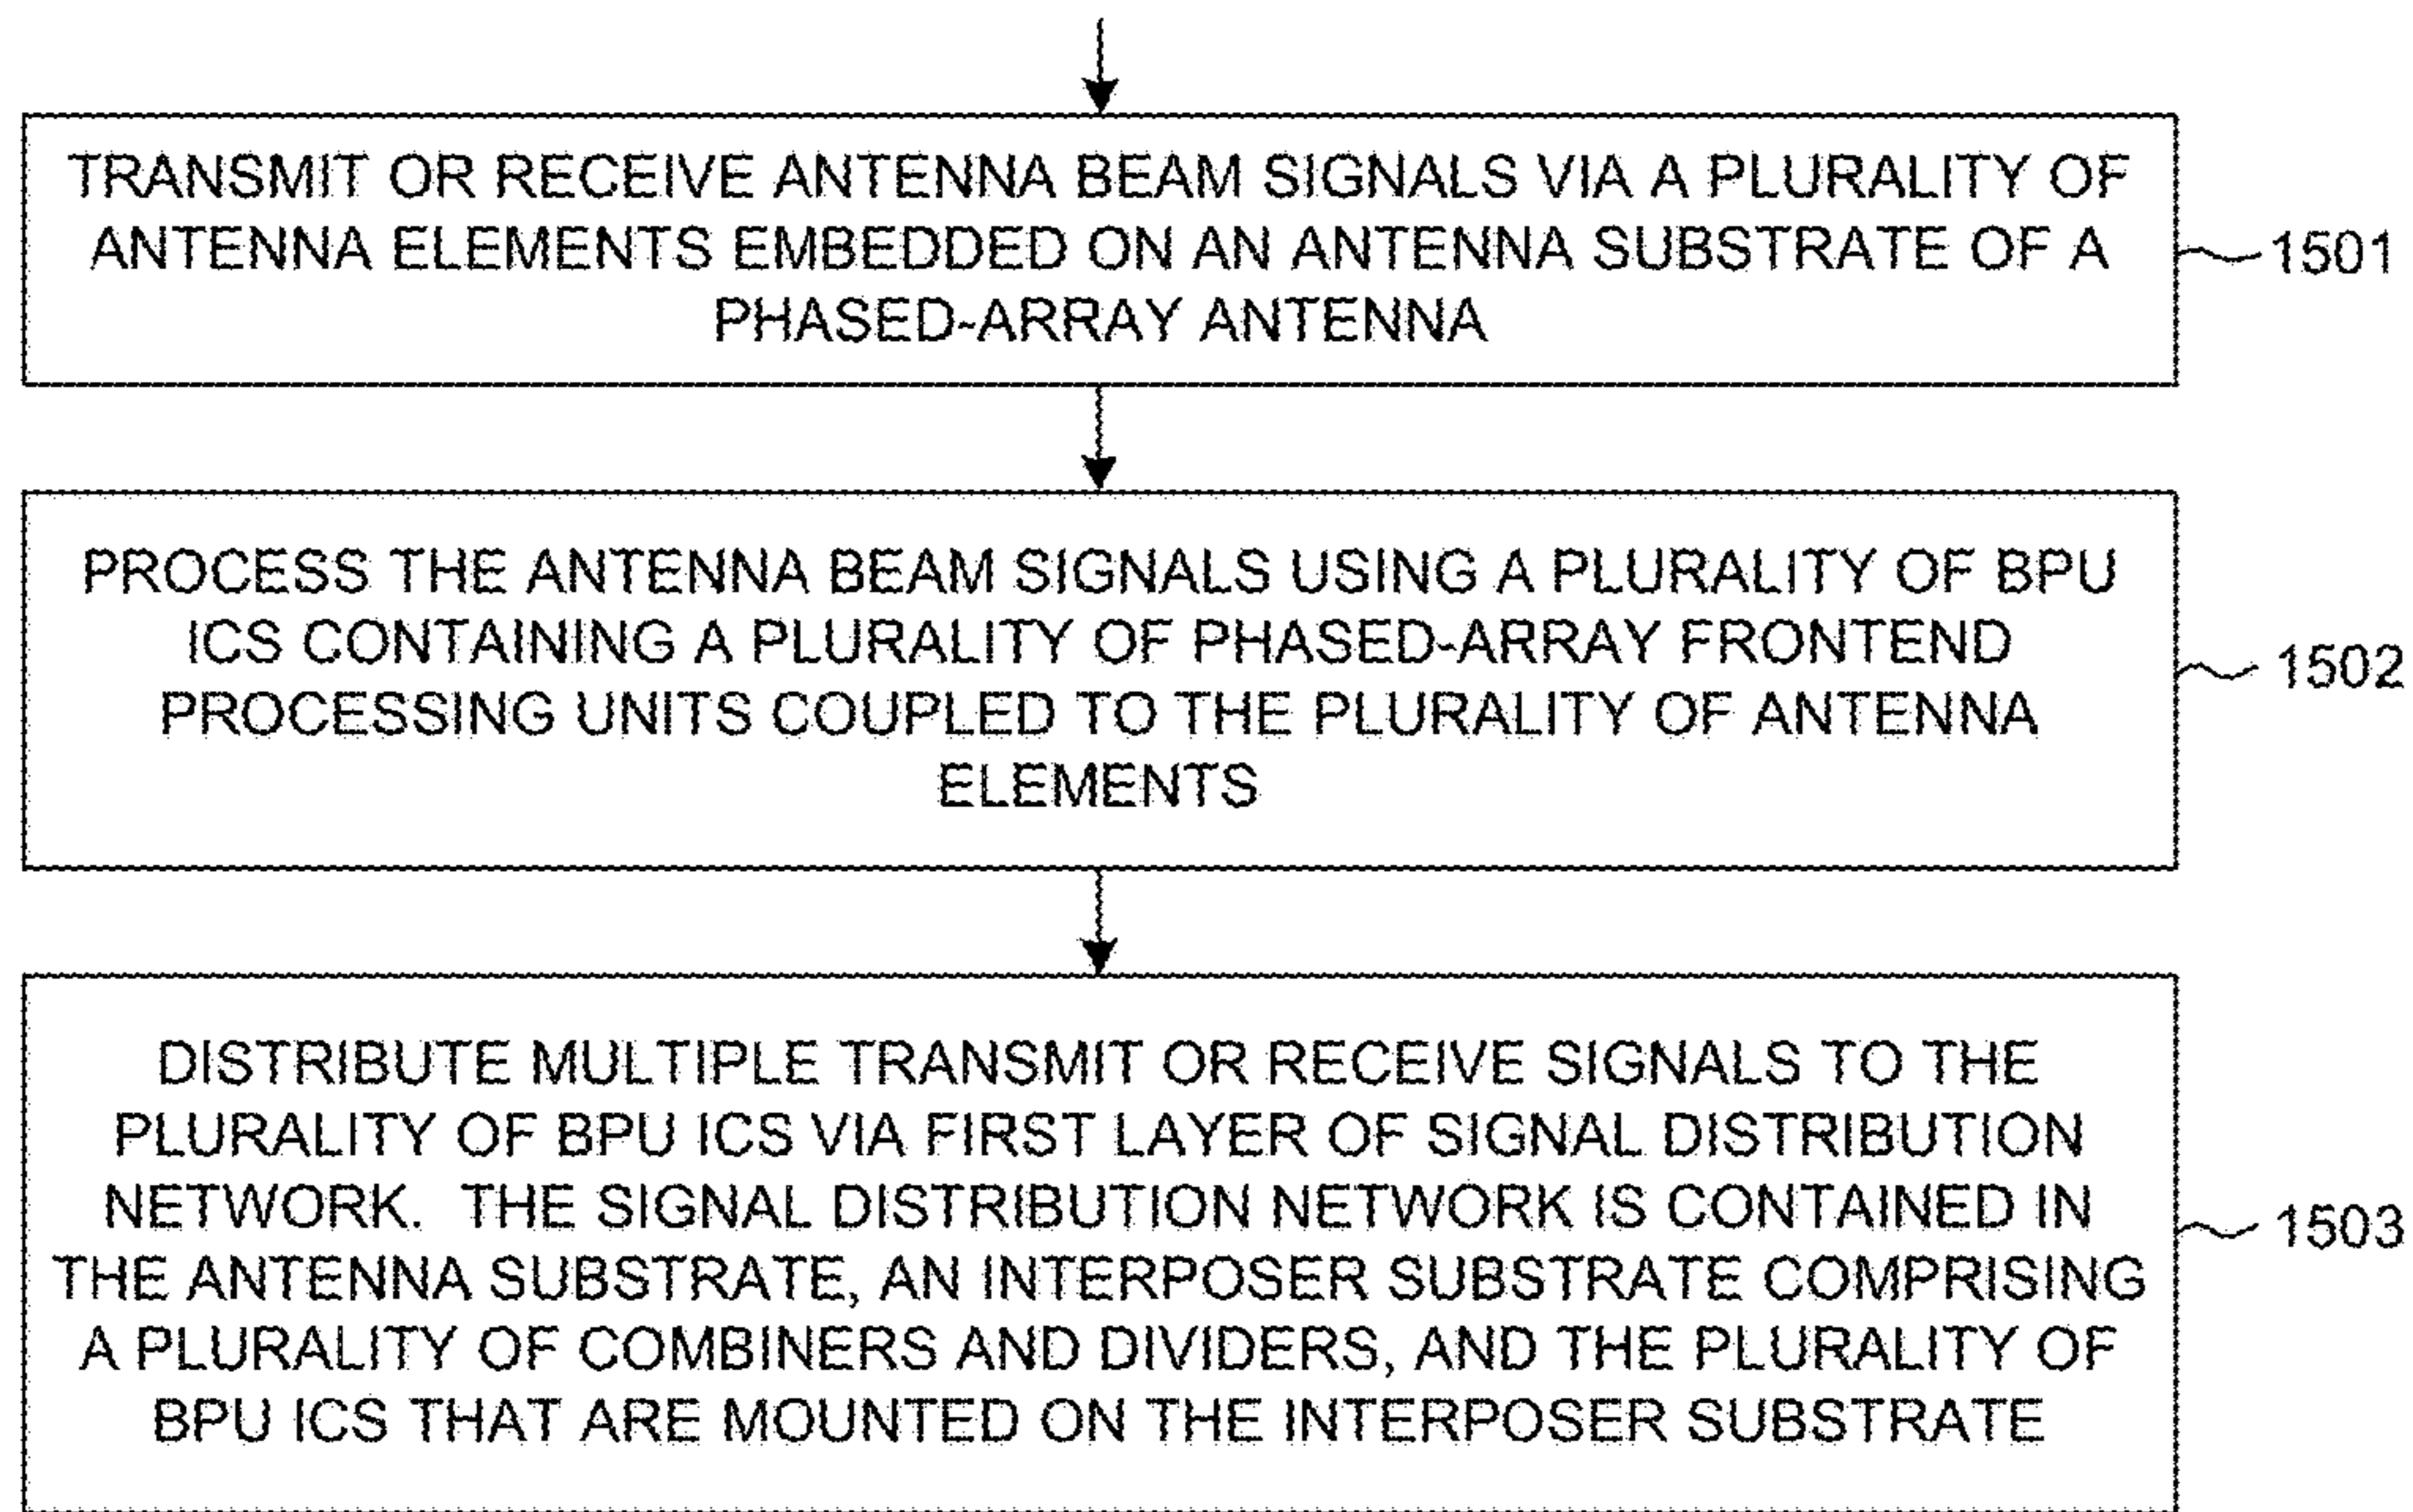 TRANSMIT OR RECEIVE ANTENNA BEAM SIGNALS VIA A PLURALITY OF
ANTENNA ELEMENTS EMBEDDED ON AN ANTENNA SUBSTRATE OF A
PHASED-ARRAY ANTENNA
1501
PROCESS THE ANTENNA BEAM SIGNALS USING A PLURALITY OF BPU
ICS CONTAINING A PLURALITY OF PHASED-ARRAY FRONTEND
PROCESSING UNITS COUPLED TO THE PLURALITY OF ANTENNA
ELEMENTS
1502
DISTRIBUTE MULTIPLE TRANSMIT OR RECEIVE SIGNALS TO THE
PLURALITY OF BPU ICS VIA FIRST LAYER OF SIGNAL DISTRIBUTION
NETWORK. THE SIGNAL DISTRIBUTION NETWORK IS CONTAINED IN
THE ANTENNA SUBSTRATE, AN INTERPOSER SUBSTRATE COMPRISING
A PLURALITY OF COMBINERS AND DIVIDERS, AND THE PLURALITY OF
BPU ICS THAT ARE MOUNTED ON THE INTERPOSER SUBSTRATE
1503